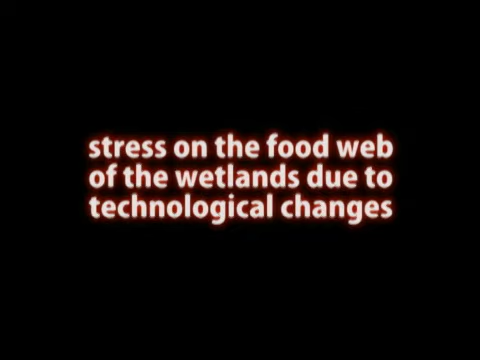 stress on the food web
of the wetlands due to
technological changes